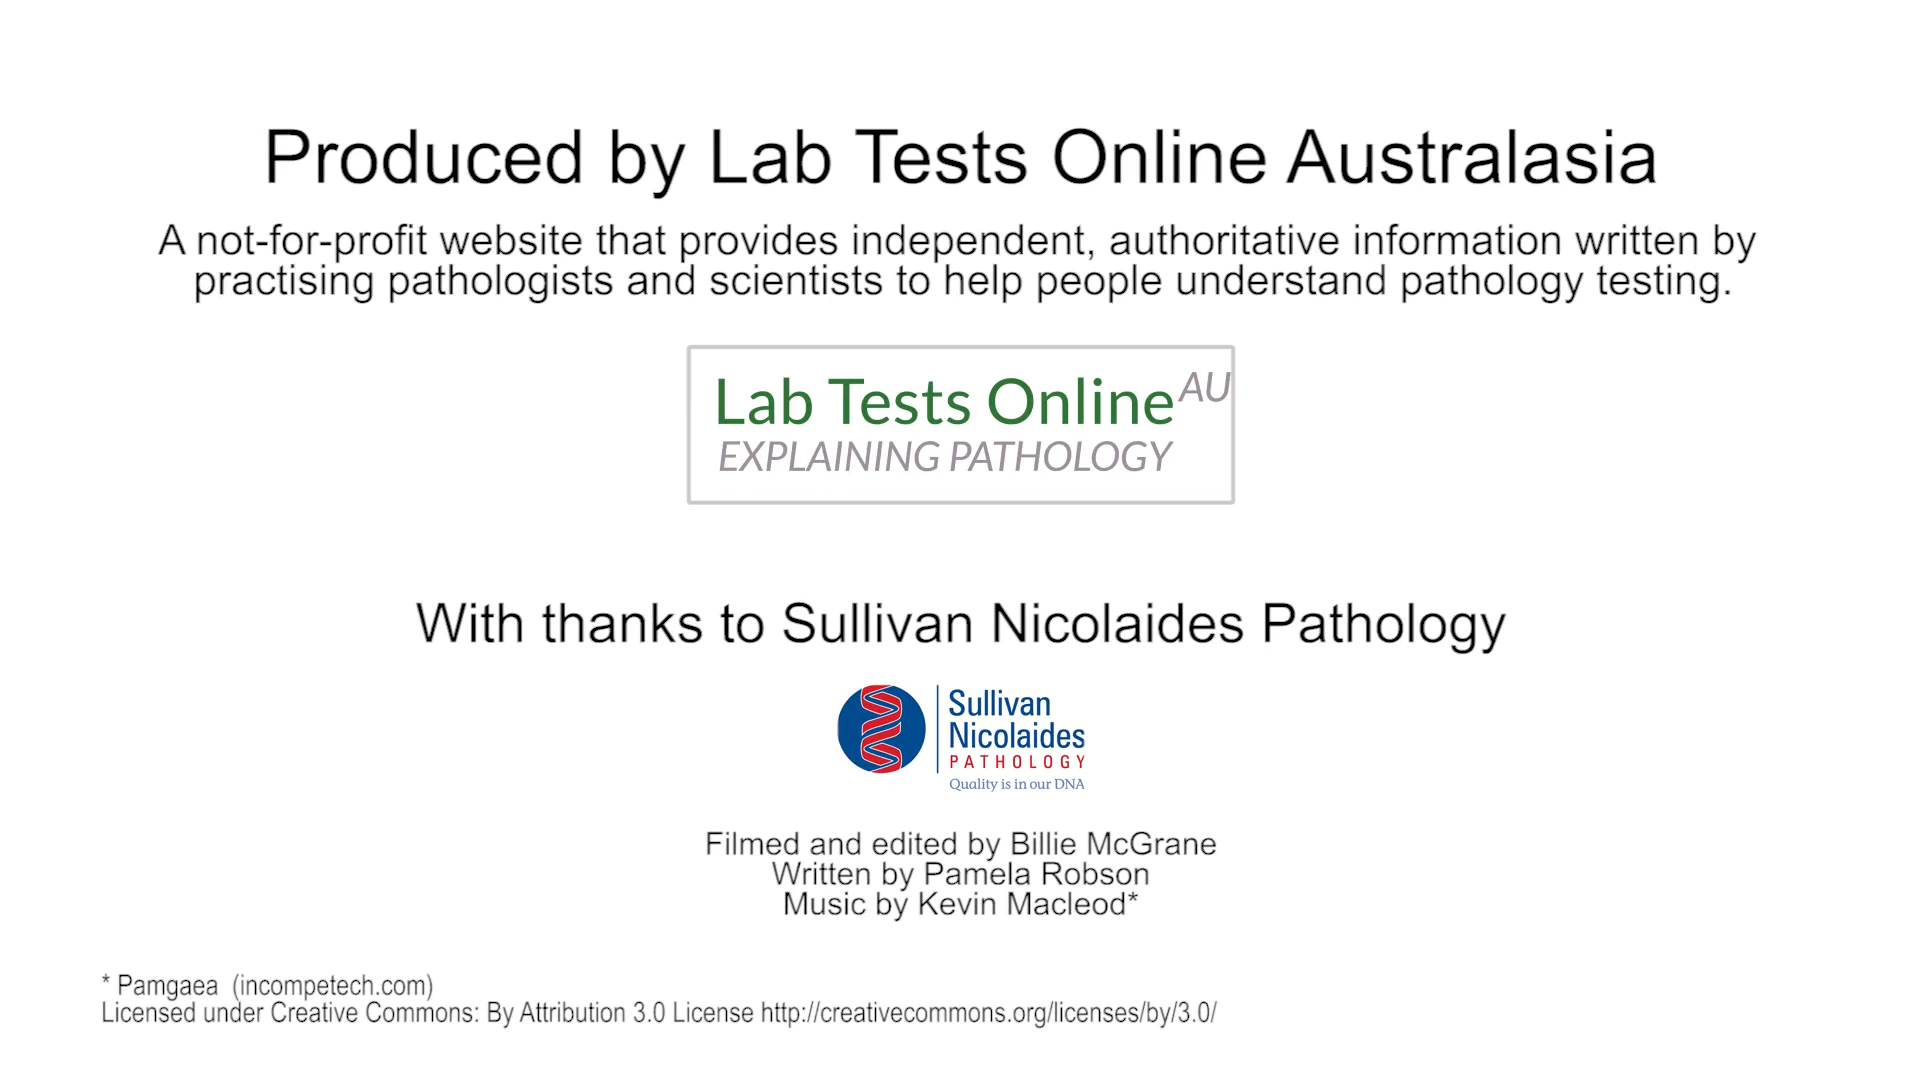 Produced by Lab Tests Online Australasia
A not-for-profit website that provides independent, authoritative information written by
practising pathologists and scientists to help people understand pathology testing.
Lab Tests Online AU
EXPLAINING PATHOLOGY
With thanks to Sullivan Nicolaides Pathology
Sullivan
Nicolaides
PATHOLOGY
Quality is in our DNA
Filmed and edited by Billie McGrane
Written by Pamela Robson
Music by Kevin Macleod*
* Pamgaea (incompetech.com)
Licensed under Creative Commons: By Attribution 3.0 License http://creativecommons.org/licenses/by/3.0/